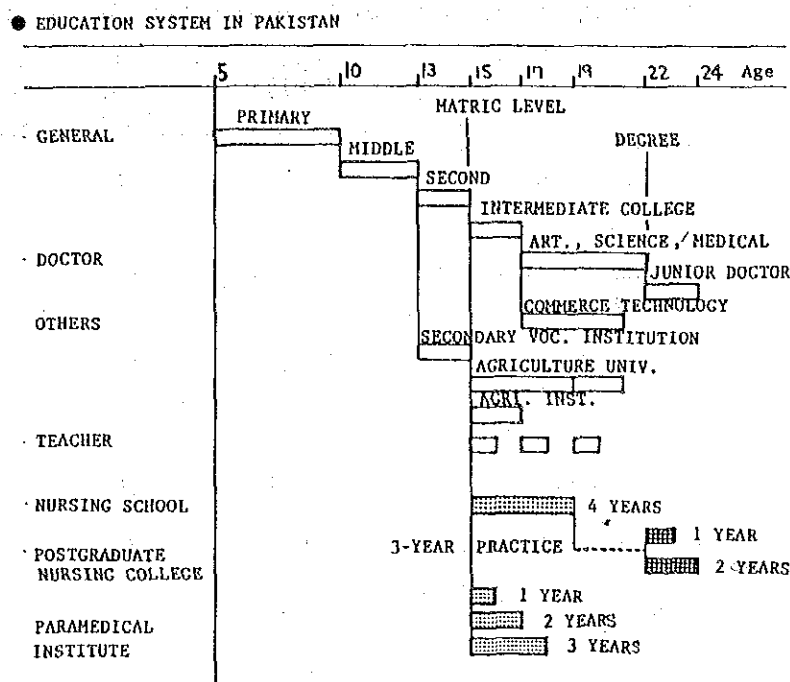 ● EDUCATION SYSTEM IN PAKISTAN
5 10 13 15 17 19 22 24 Age
MATRIC LEVEL
PRIMARY
· GENERAL
DEGREE
MIDDLE
SECOND
INTERMEDIATE COLLEGE
ART., SCIENCE, MEDICAL
· DOCTOR
JUNIOR DOCTOR
COMMERCE TECHNOLOGY
OTHERS
SECONDARY VOC. INSTITUTION
AGRICULTURE UNIV.
AGRI. INST.
· TEACHER
· NURSING SCHOOL
4 YEARS
1 YEAR
3-YEAR PRACTICE
· POSTGRADUATE
NURSING COLLEGE
2 YEARS
1 YEAR
2 YEARS
PARAMEDICAL
INSTITUTE
3 YEARS